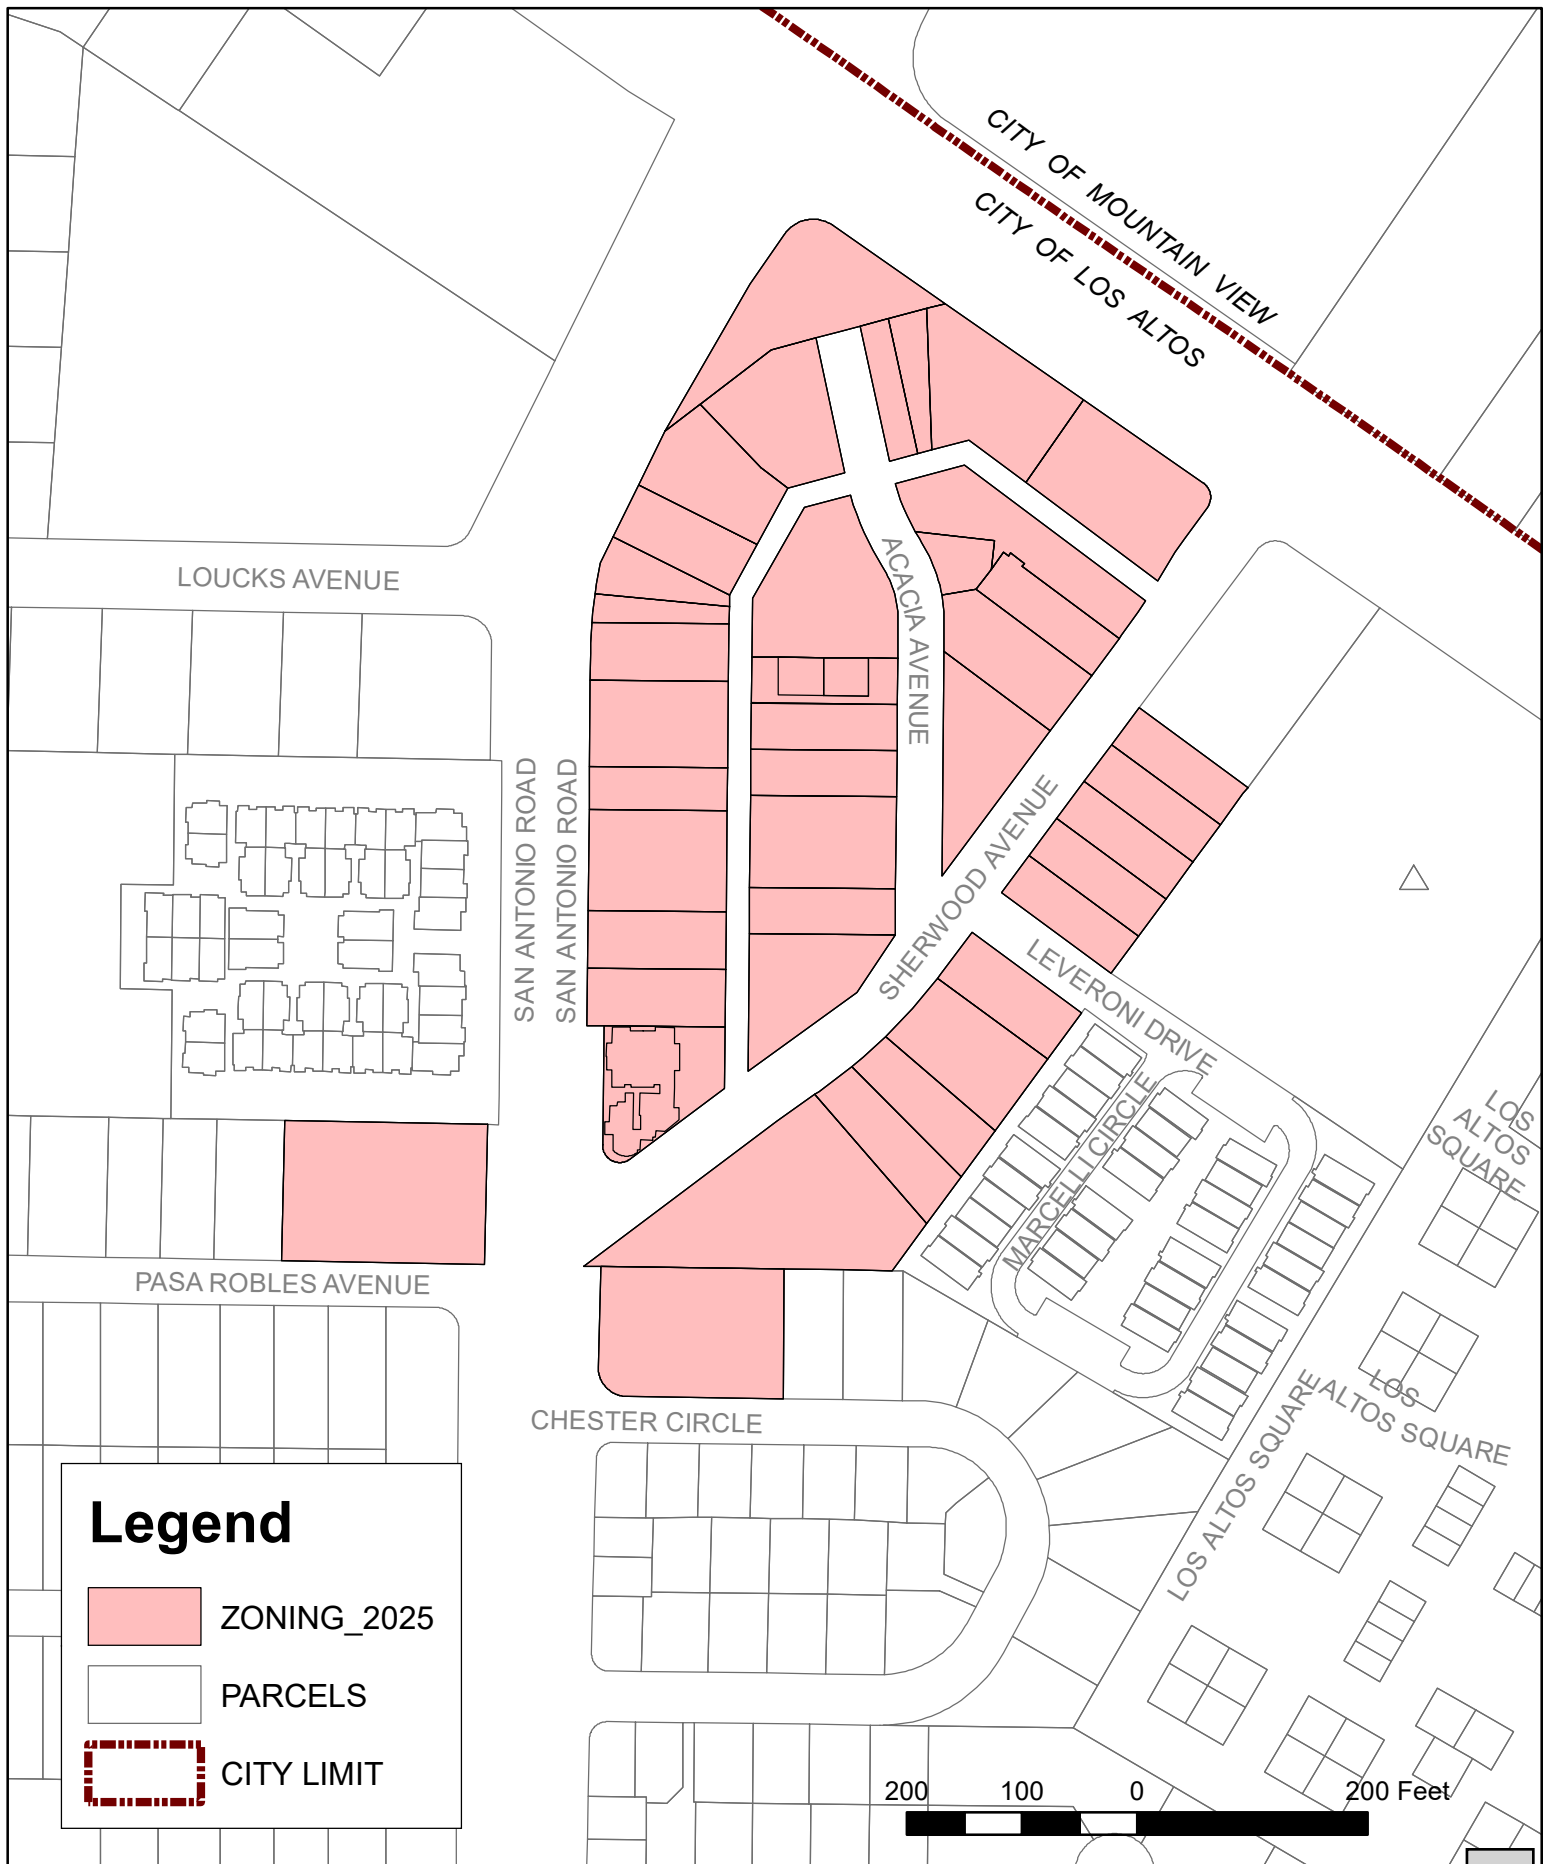 CITY OF MOUNTAIN VIEW
CITY OF LOS ALTOS
LOUCKS AVENUE
ACACIA AVENUE
SAN ANTONIO ROAD
SAN ANTONIO ROAD
SHERWOOD AVENUE
LEVERONI DRIVE
MARCELLI CIRCLE
LOS
ALTOS
SQUARE
PASA ROBLES AVENUE
CHESTER CIRCLE
LOS
ALTOS SQUARE
LOS ALTOS SQUARE
Legend
ZONING_2025
PARCELS
CITY LIMIT
200 100 0 200 Feet